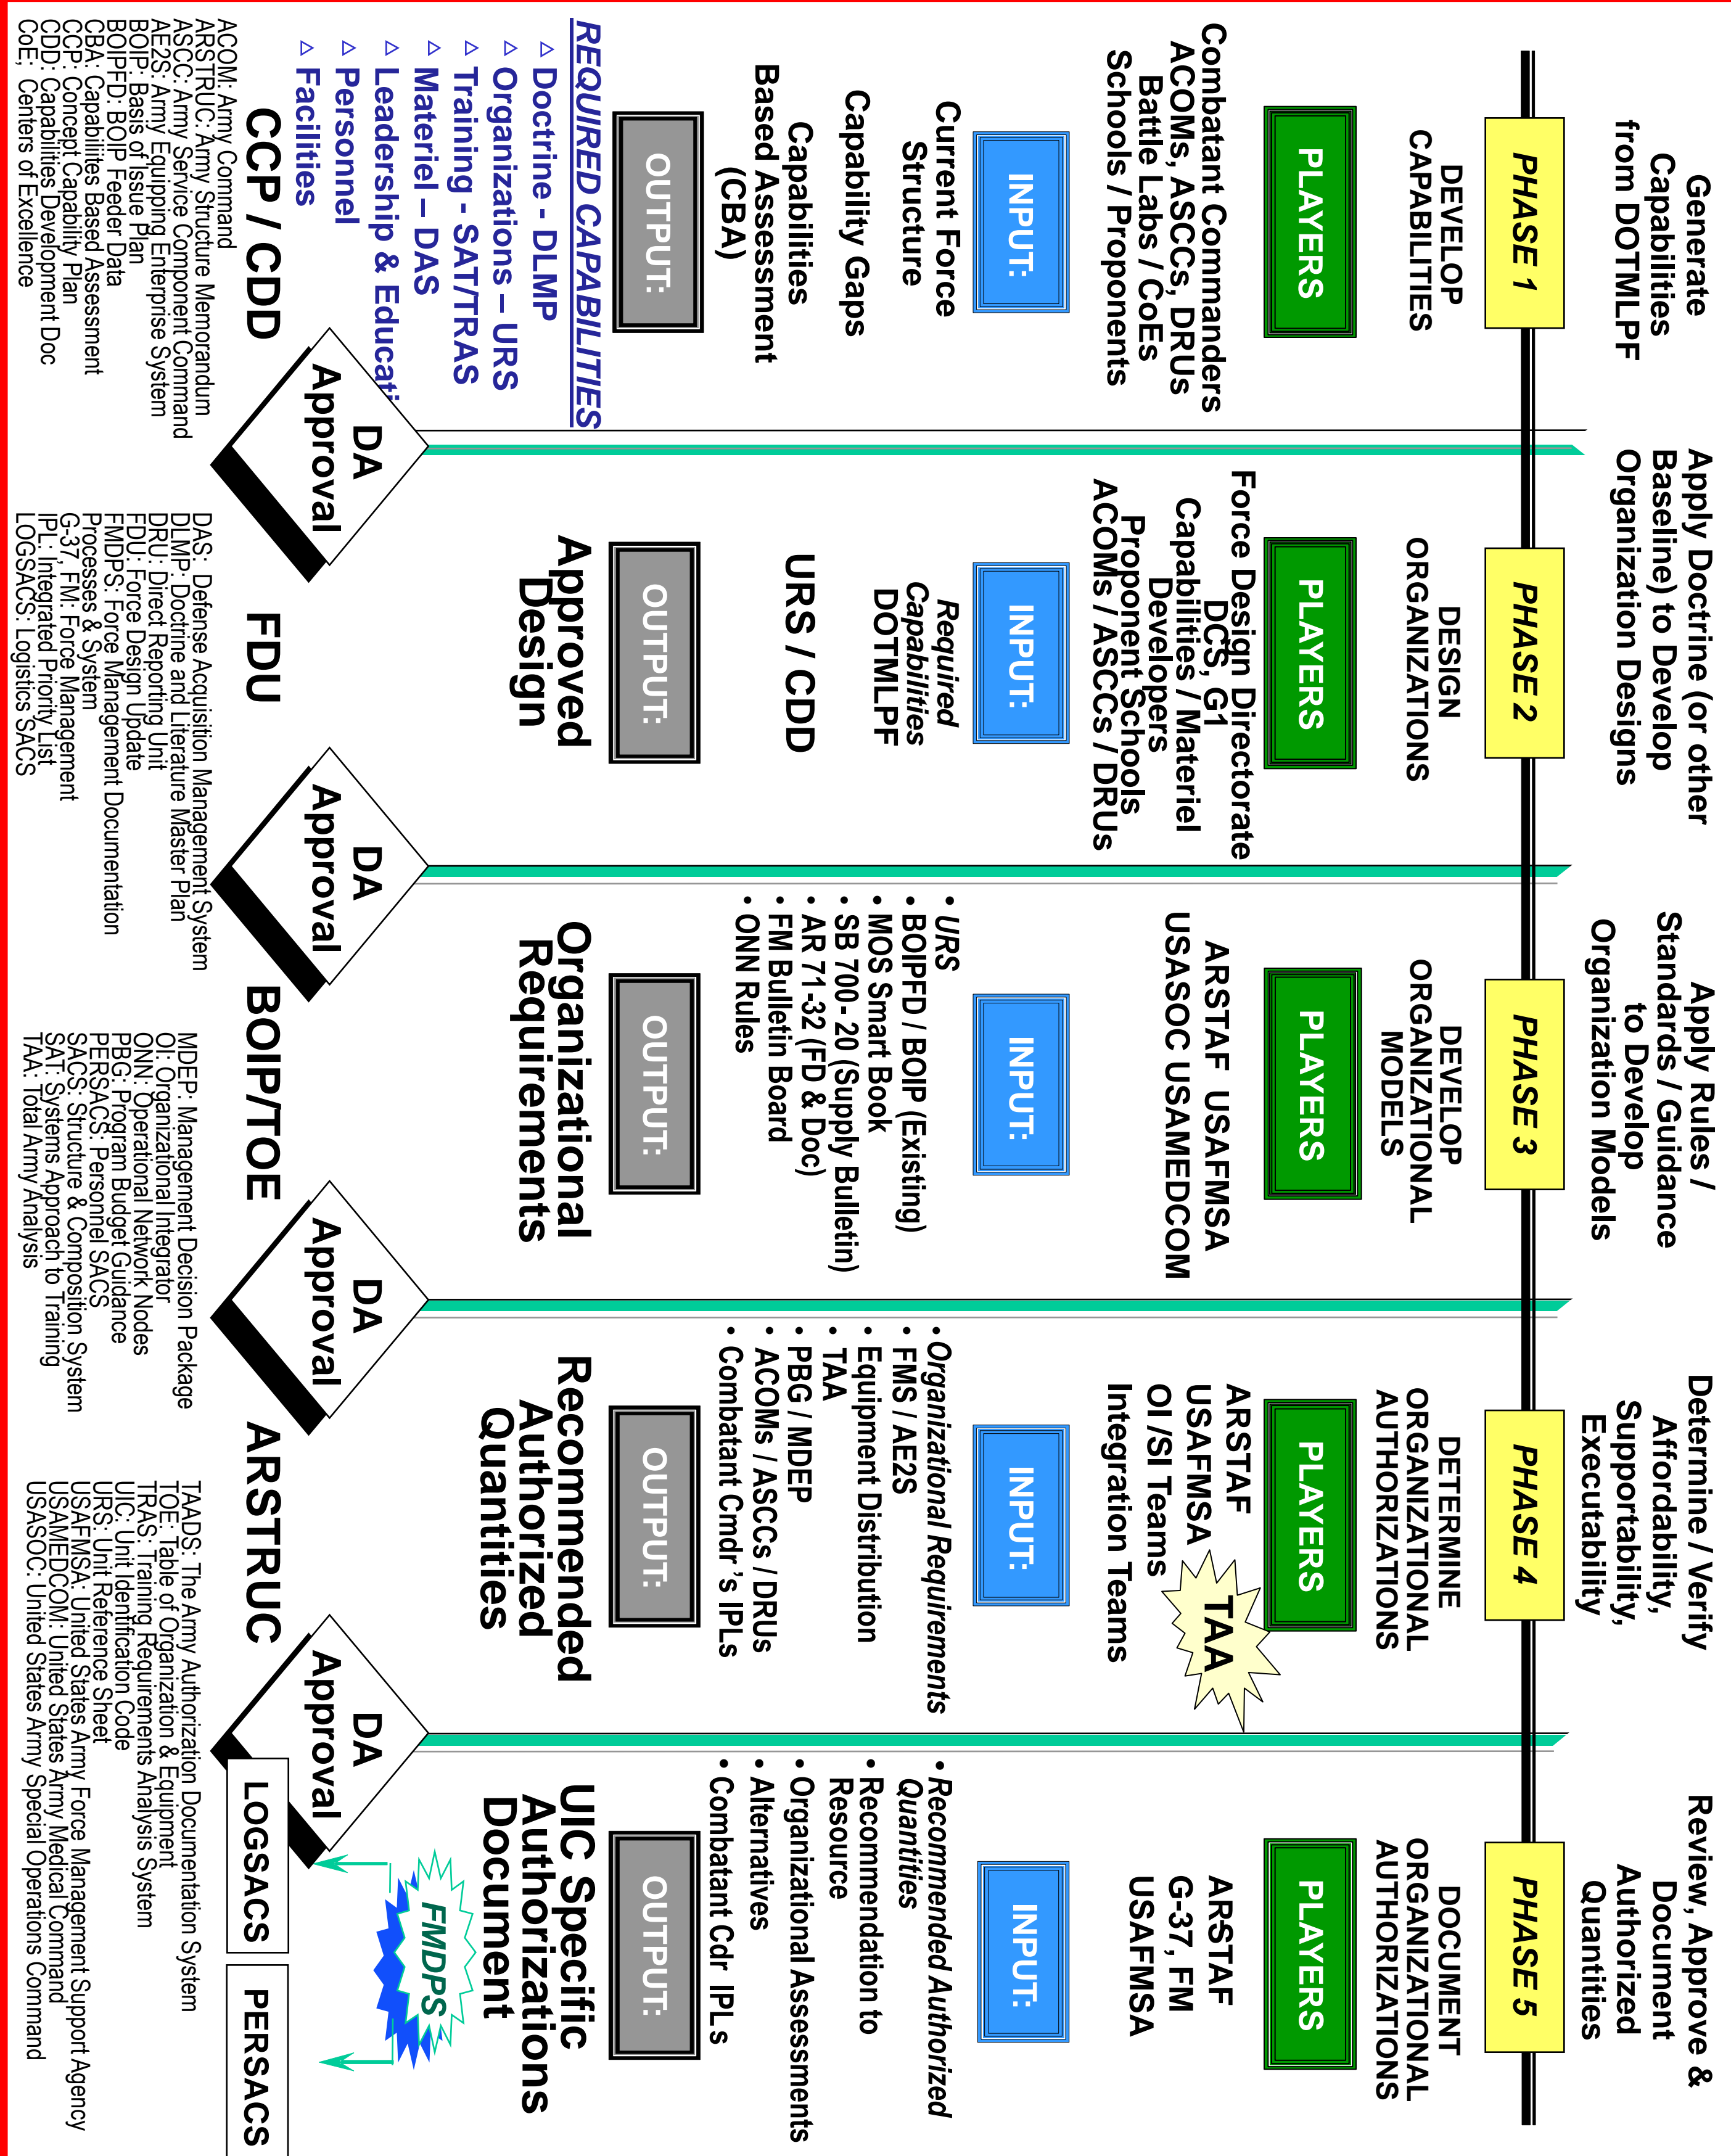 Generate
Capabilities
from DOTMLPF
PHASE 1
DEVELOP
CAPABILITIES
PLAYERS
Combatant Commanders
ACOMs, ASCCs, DRUs
Battle Labs / CoEs
Schools / Proponents
INPUT:
Current Force
Structure
Capability Gaps
Capabilities
Based Assessment
(CBA)
OUTPUT:
REQUIRED CAPABILITIES
Doctrine - DLMP
Organizations – URS
Training - SAT/TRAS
Materiel – DAS
Leadership & Educati
Personnel
Facilities
CCP / CDD
DA
Approval
Apply Doctrine (or other
Baseline) to Develop
Organization Designs
PHASE 2
DESIGN
ORGANIZATIONS
PLAYERS
Force Design Directorate
DCS, G1
Capabilities / Materiel
Developers
Proponent Schools
ACOMs / ASCCs / DRUs
INPUT:
Required
Capabilities
DOTMLPF
URS / CDD
OUTPUT:
Approved
Design
FDU
DA
Approval
Apply Rules /
Standards / Guidance
to Develop
Organization Models
PHASE 3
DEVELOP
ORGANIZATIONAL
MODELS
PLAYERS
ARSTAF USAFMSA
USASOC USAMEDCOM
INPUT:
• URS
• BOIPFD / BOIP (Existing)
• MOS Smart Book
• SB 700- 20 (Supply Bulletin)
• AR 71-32 (FD & Doc)
• FM Bulletin Board
• ONN Rules
OUTPUT:
Organizational
Requirements
BOIP/TOE
DA
Approval
Determine / Verify
Affordability,
Supportability,
Executability
PHASE 4
DETERMINE
ORGANIZATIONAL
AUTHORIZATIONS
PLAYERS
TAA
ARSTAF
USAFMSA
OI /SI Teams
Integration Teams
INPUT:
• Organizational Requirements
• FMS / AE2S
• Equipment Distribution
• TAA
• PBG / MDEP
• ACOMs / ASCCs / DRUs
• Combatant Cmdr's IPLs
OUTPUT:
Recommended
Authorized
Quantities
ARSTRUC
DA
Approval
Review, Approve &
Document
Authorized
Quantities
PHASE 5
DOCUMENT
ORGANIZATIONAL
AUTHORIZATIONS
PLAYERS
ARSTAF
G-37, FM
USAFMSA
INPUT:
• Recommended Authorized
Quantities
• Recommendation to
Resource
• Organizational Assessments
• Alternatives
• Combatant Cdr IPLs
OUTPUT:
UIC Specific
Authorizations
Document
FMDPS
LOGSACS
PERSACS
ACOM: Army Command
ARSTRUC: Army Structure Memorandum
ASCC: Army Service Component Command
AE2S: Army Equipping Enterprise System
BOIP: Basis of Issue Plan
BOIPFD: BOIP Feeder Data
CBA: Capabilites Based Assessment
CCP: Concept Capability Plan
CDD: Capabilities Development Doc
CoE; Centers of Excellence
DAS: Defense Acquisition Management System
DLMP: Doctrine and Literature Master Plan
DRU: Direct Reporting Unit
FDU: Force Design Update
FMDPS: Force Management Documentation
Processes & System
G-37, FM: Force Management
IPL: Integrated Priority List
LOGSACS: Logistics SACS
MDEP: Management Decision Package
OI: Organizational Integrator
ONN: Operational Network Nodes
PBG: Program Budget Guidance
PERSACS: Personnel SACS
SACS: Structure & Composition System
SAT: Systems Approach to Training
TAA: Total Army Analysis
TAADS: The Army Authorization Documentation System
TOE: Table of Organization & Equipment
TRAS: Training Requirements Analysis System
UIC: Unit Identification Code
URS: Unit Reference Sheet
USAFMSA: United States Army Force Management Support Agency
USAMEDCOM: United States Army Medical Command
USASOC: United States Army Special Operations Command